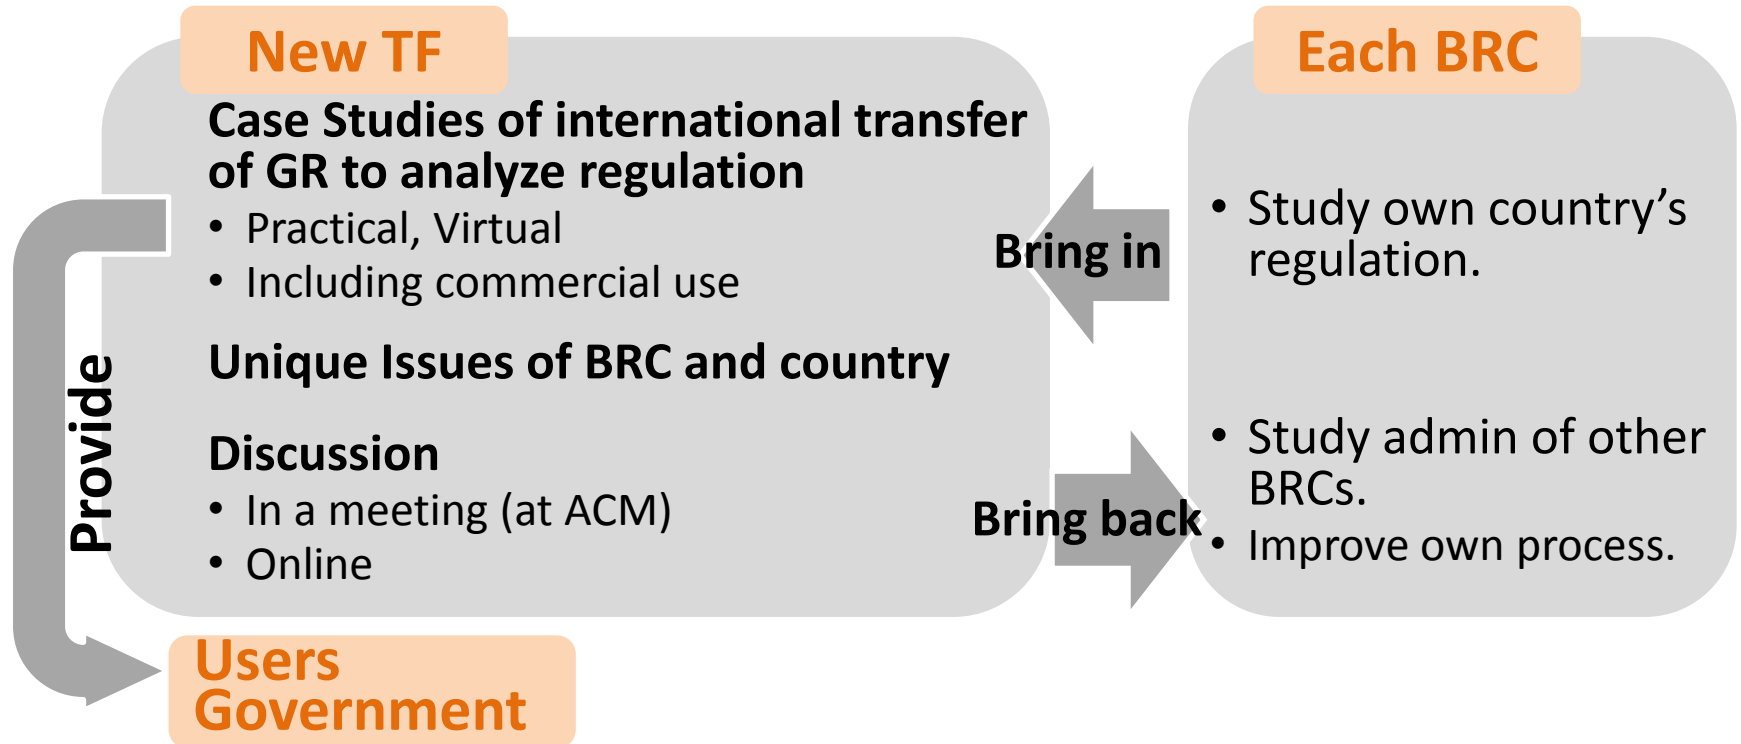 New TF
Case Studies of international transfer
of GR to analyze regulation
• Practical, Virtual
• Including commercial use
Unique Issues of BRC and country
Discussion
• In a meeting (at ACM)
• Online
Provide
Users
Government
Bring in
Bring back
Each BRC
• Study own country’s
regulation.
• Study admin of other
BRCs.
• Improve own process.